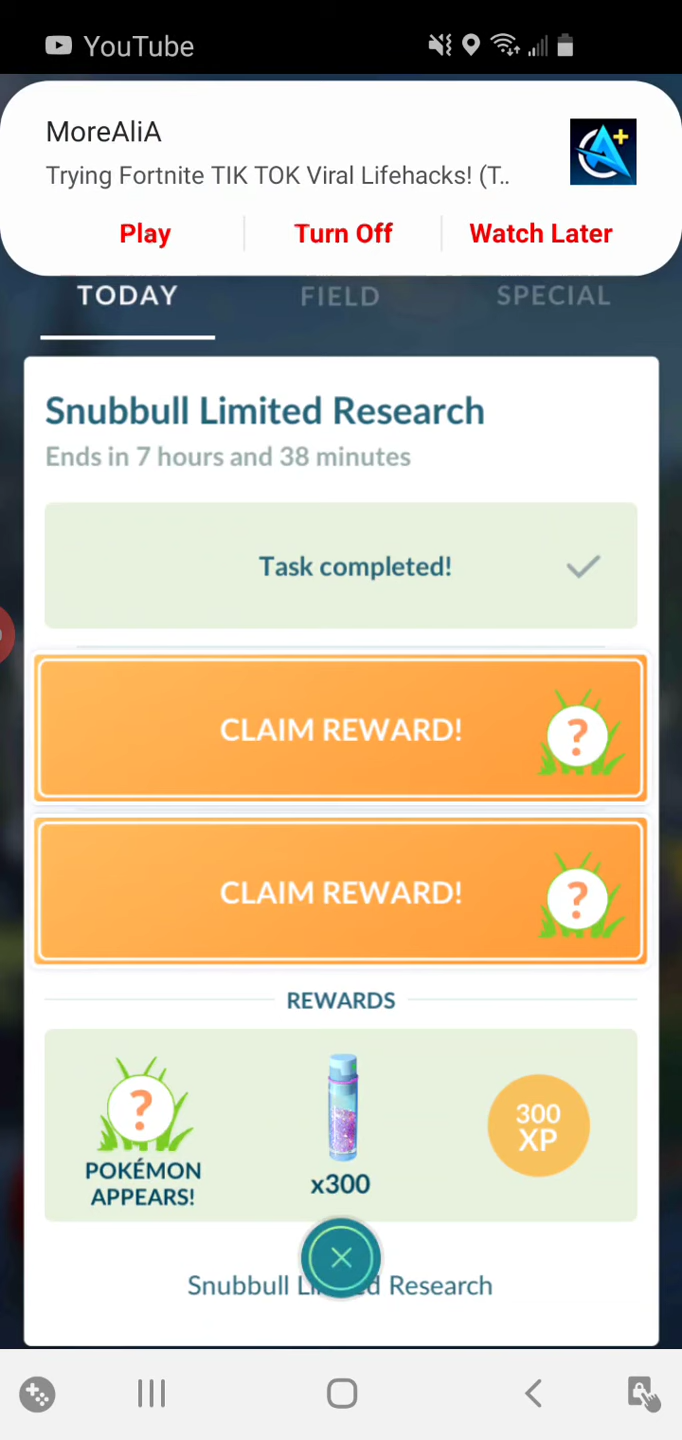 YouTube
MoreAliA
Trying Fortnite TIK TOK Viral Lifehacks! (T..
Play Turn Off Watch Later
TODAY FIELD SPECIAL
Snubbull Limited Research
Ends in 7 hours and 38 minutes
Task completed!
CLAIM REWARD!
?
CLAIM REWARD!
?
REWARDS
?
300
XP
POKÉMON
APPEARS!
x300
Snubbull Research